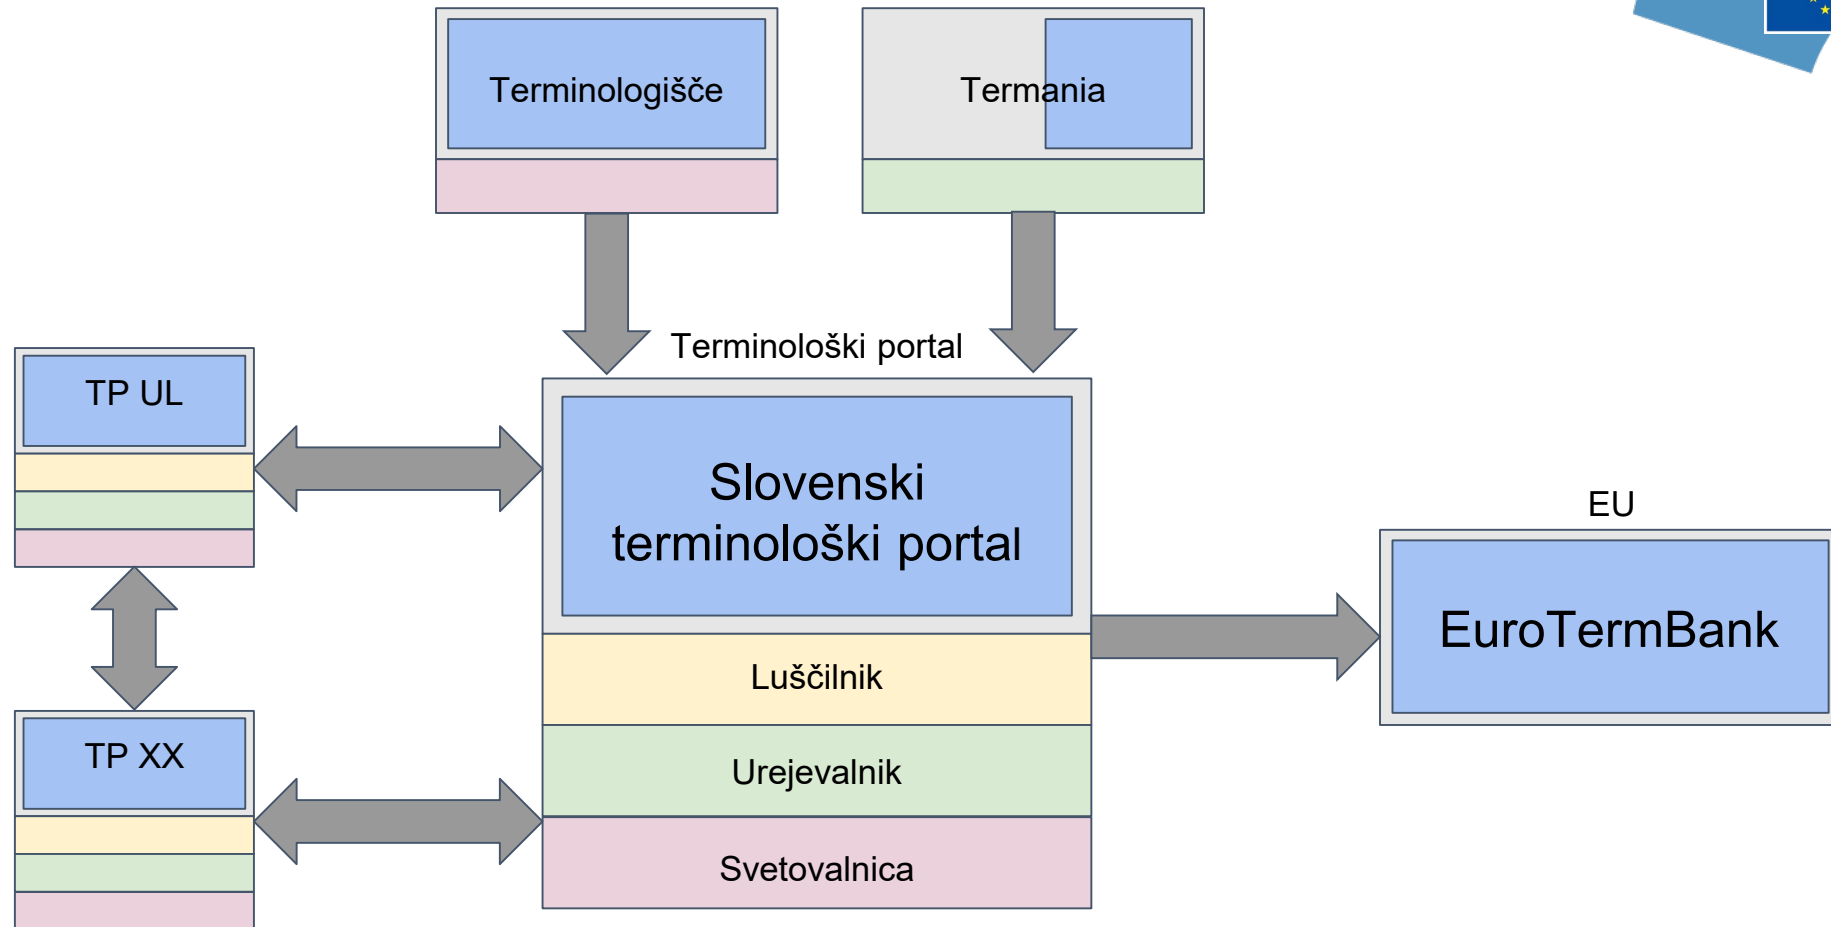 Terminologišče
Termania
Terminološki portal
TP UL
Slovenski
terminološki portal
EU
EuroTermBank
Luščilnik
TP XX
Urejevalnik
Svetovalnica